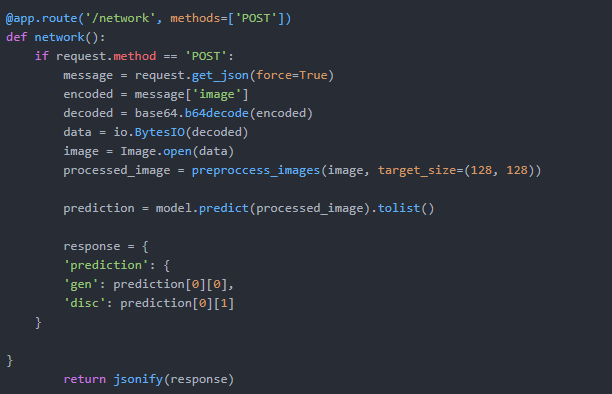 @app.route('/network', methods=['POST'])
def network():
    if request.method == 'POST':
        message = request.get_json(force=True)
        encoded = message['image']
        decoded = base64.b64decode(encoded)
        data = io.BytesIO(decoded)
        image = Image.open(data)
        processed_image = preproccess_images(image, target_size=(128, 128))

        prediction = model.predict(processed_image).tolist()

        response = {
        'prediction': {
        'gen': prediction[0][0],
        'disc': prediction[0][1]
    }

}
        return jsonify(response)